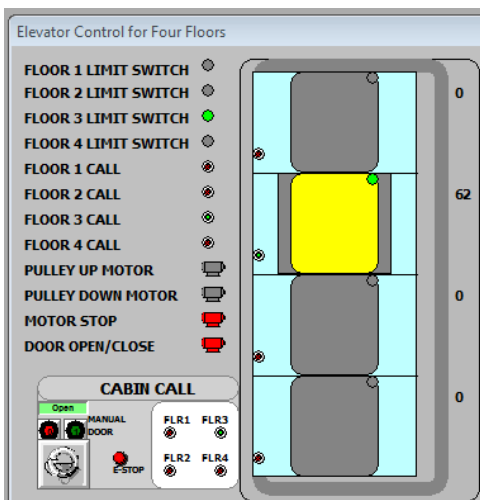 Elevator Control for Four Floors
FLOOR 1 LIMIT SWITCH
FLOOR 2 LIMIT SWITCH
FLOOR 3 LIMIT SWITCH
FLOOR 4 LIMIT SWITCH
FLOOR 1 CALL
FLOOR 2 CALL
FLOOR 3 CALL
FLOOR 4 CALL
PULLEY UP MOTOR
PULLEY DOWN MOTOR
MOTOR STOP
DOOR OPEN/CLOSE
0
62
0
0
CABIN CALL
Open
MANUAL
DOOR
E-STOP
FLR1 FLR3
FLR2 FLR4